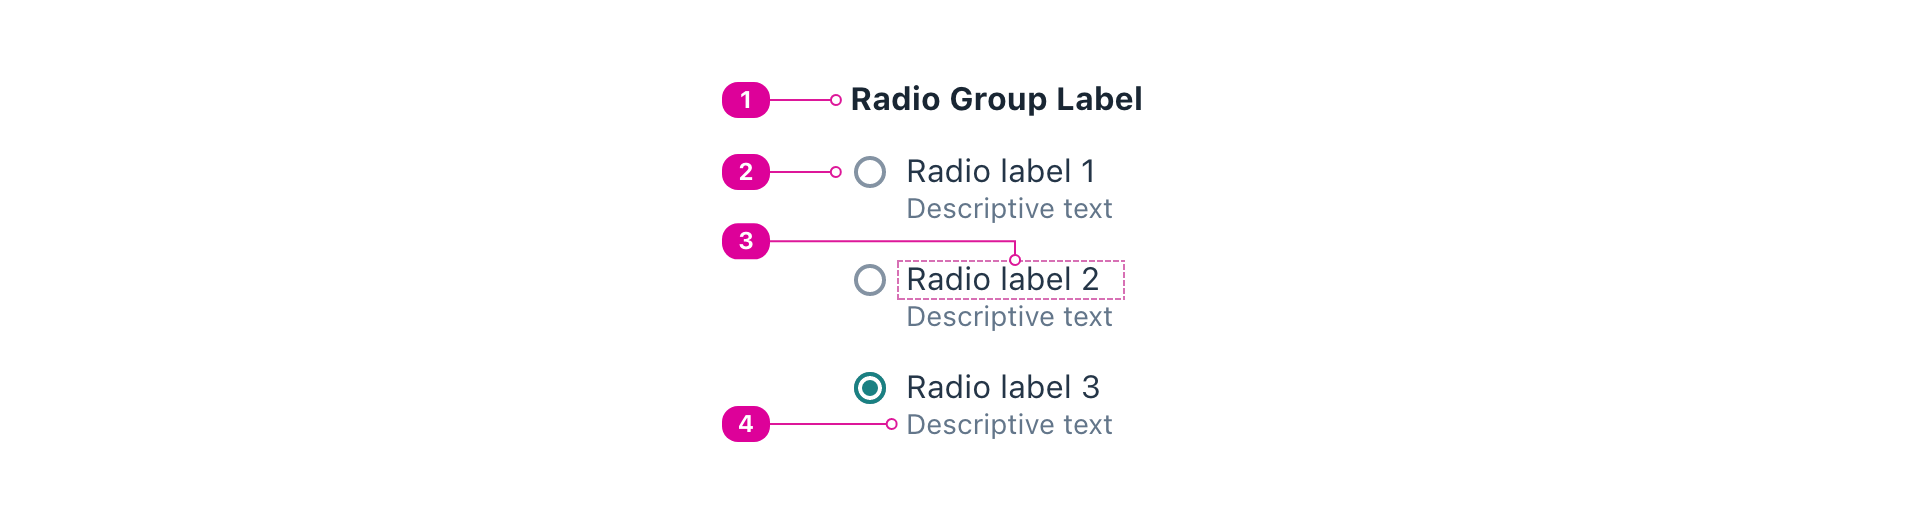 1 Radio Group Label
2 Radio label 1
Descriptive text
3
Radio label 2
Descriptive text
Radio label 3
4 Descriptive text